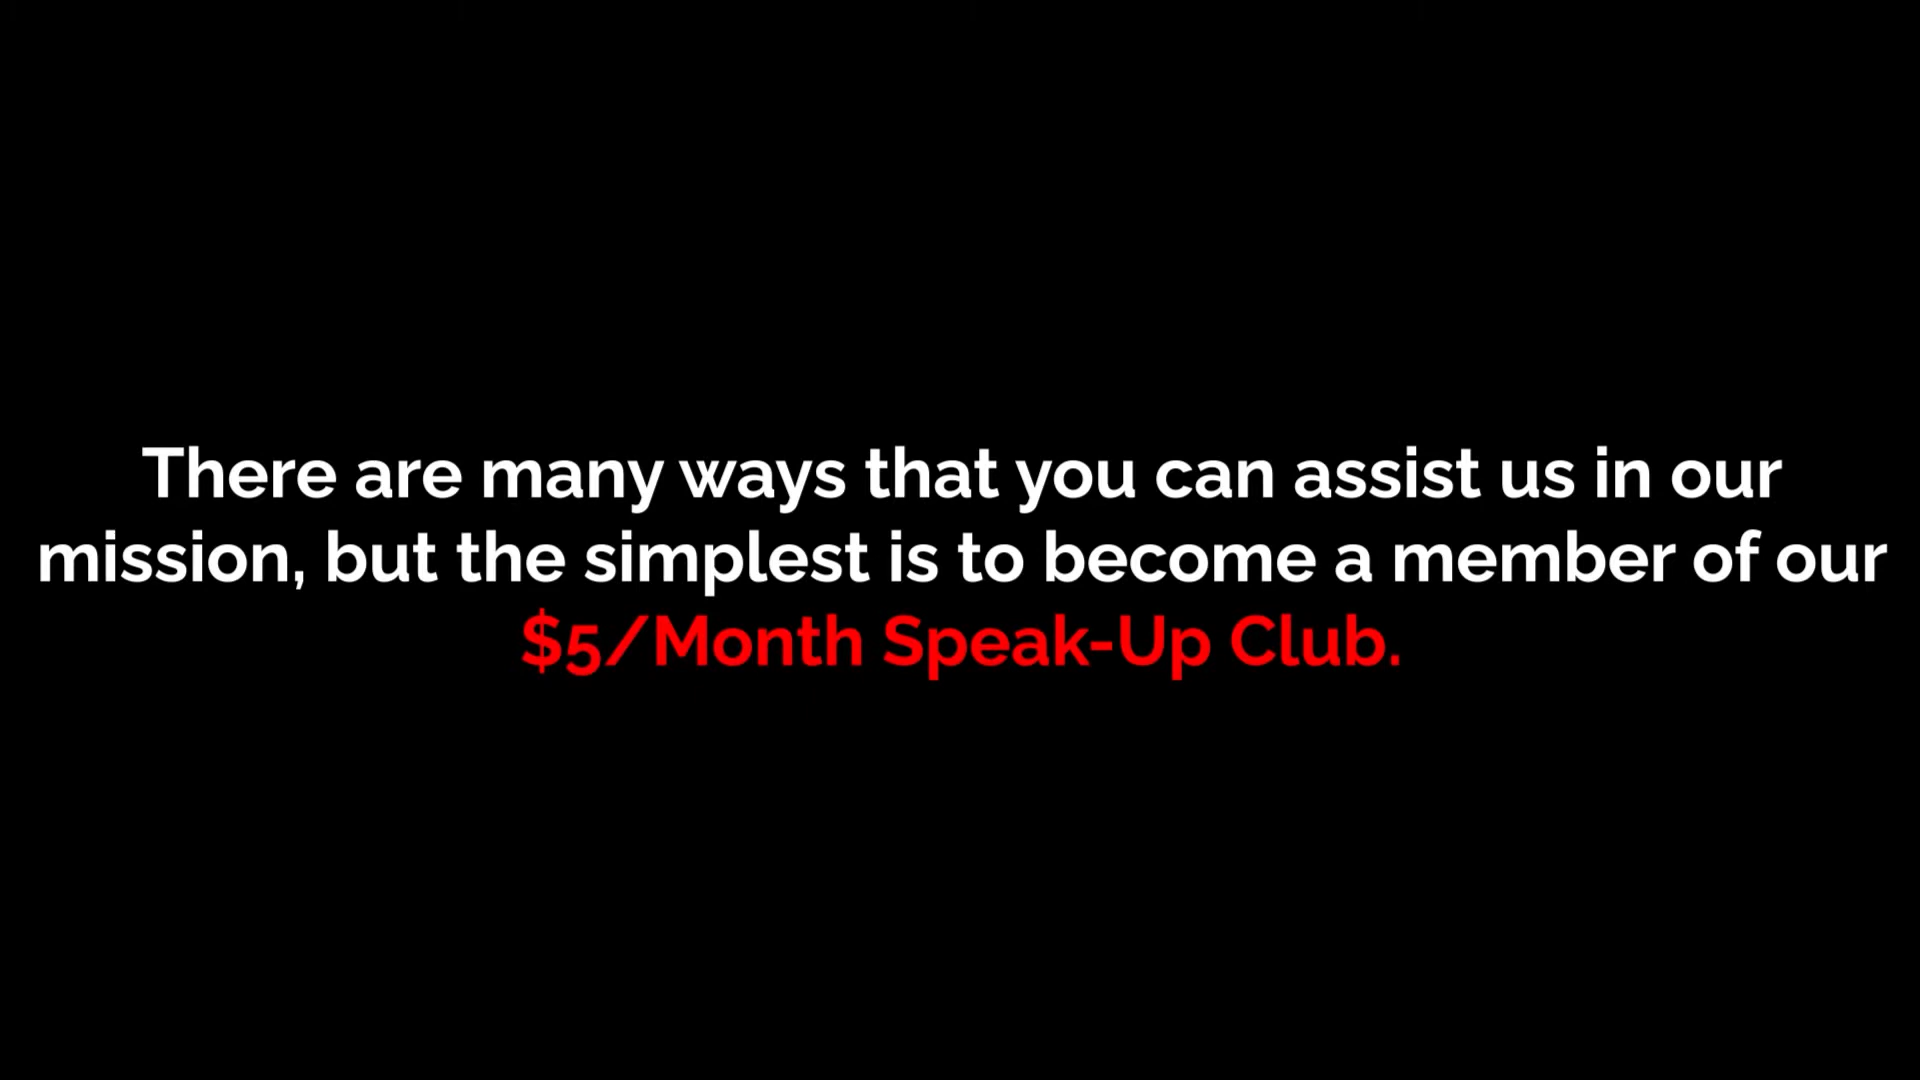 There are many ways that you can assist us in our
mission, but the simplest is to become a member of our
$5/Month Speak-Up Club.